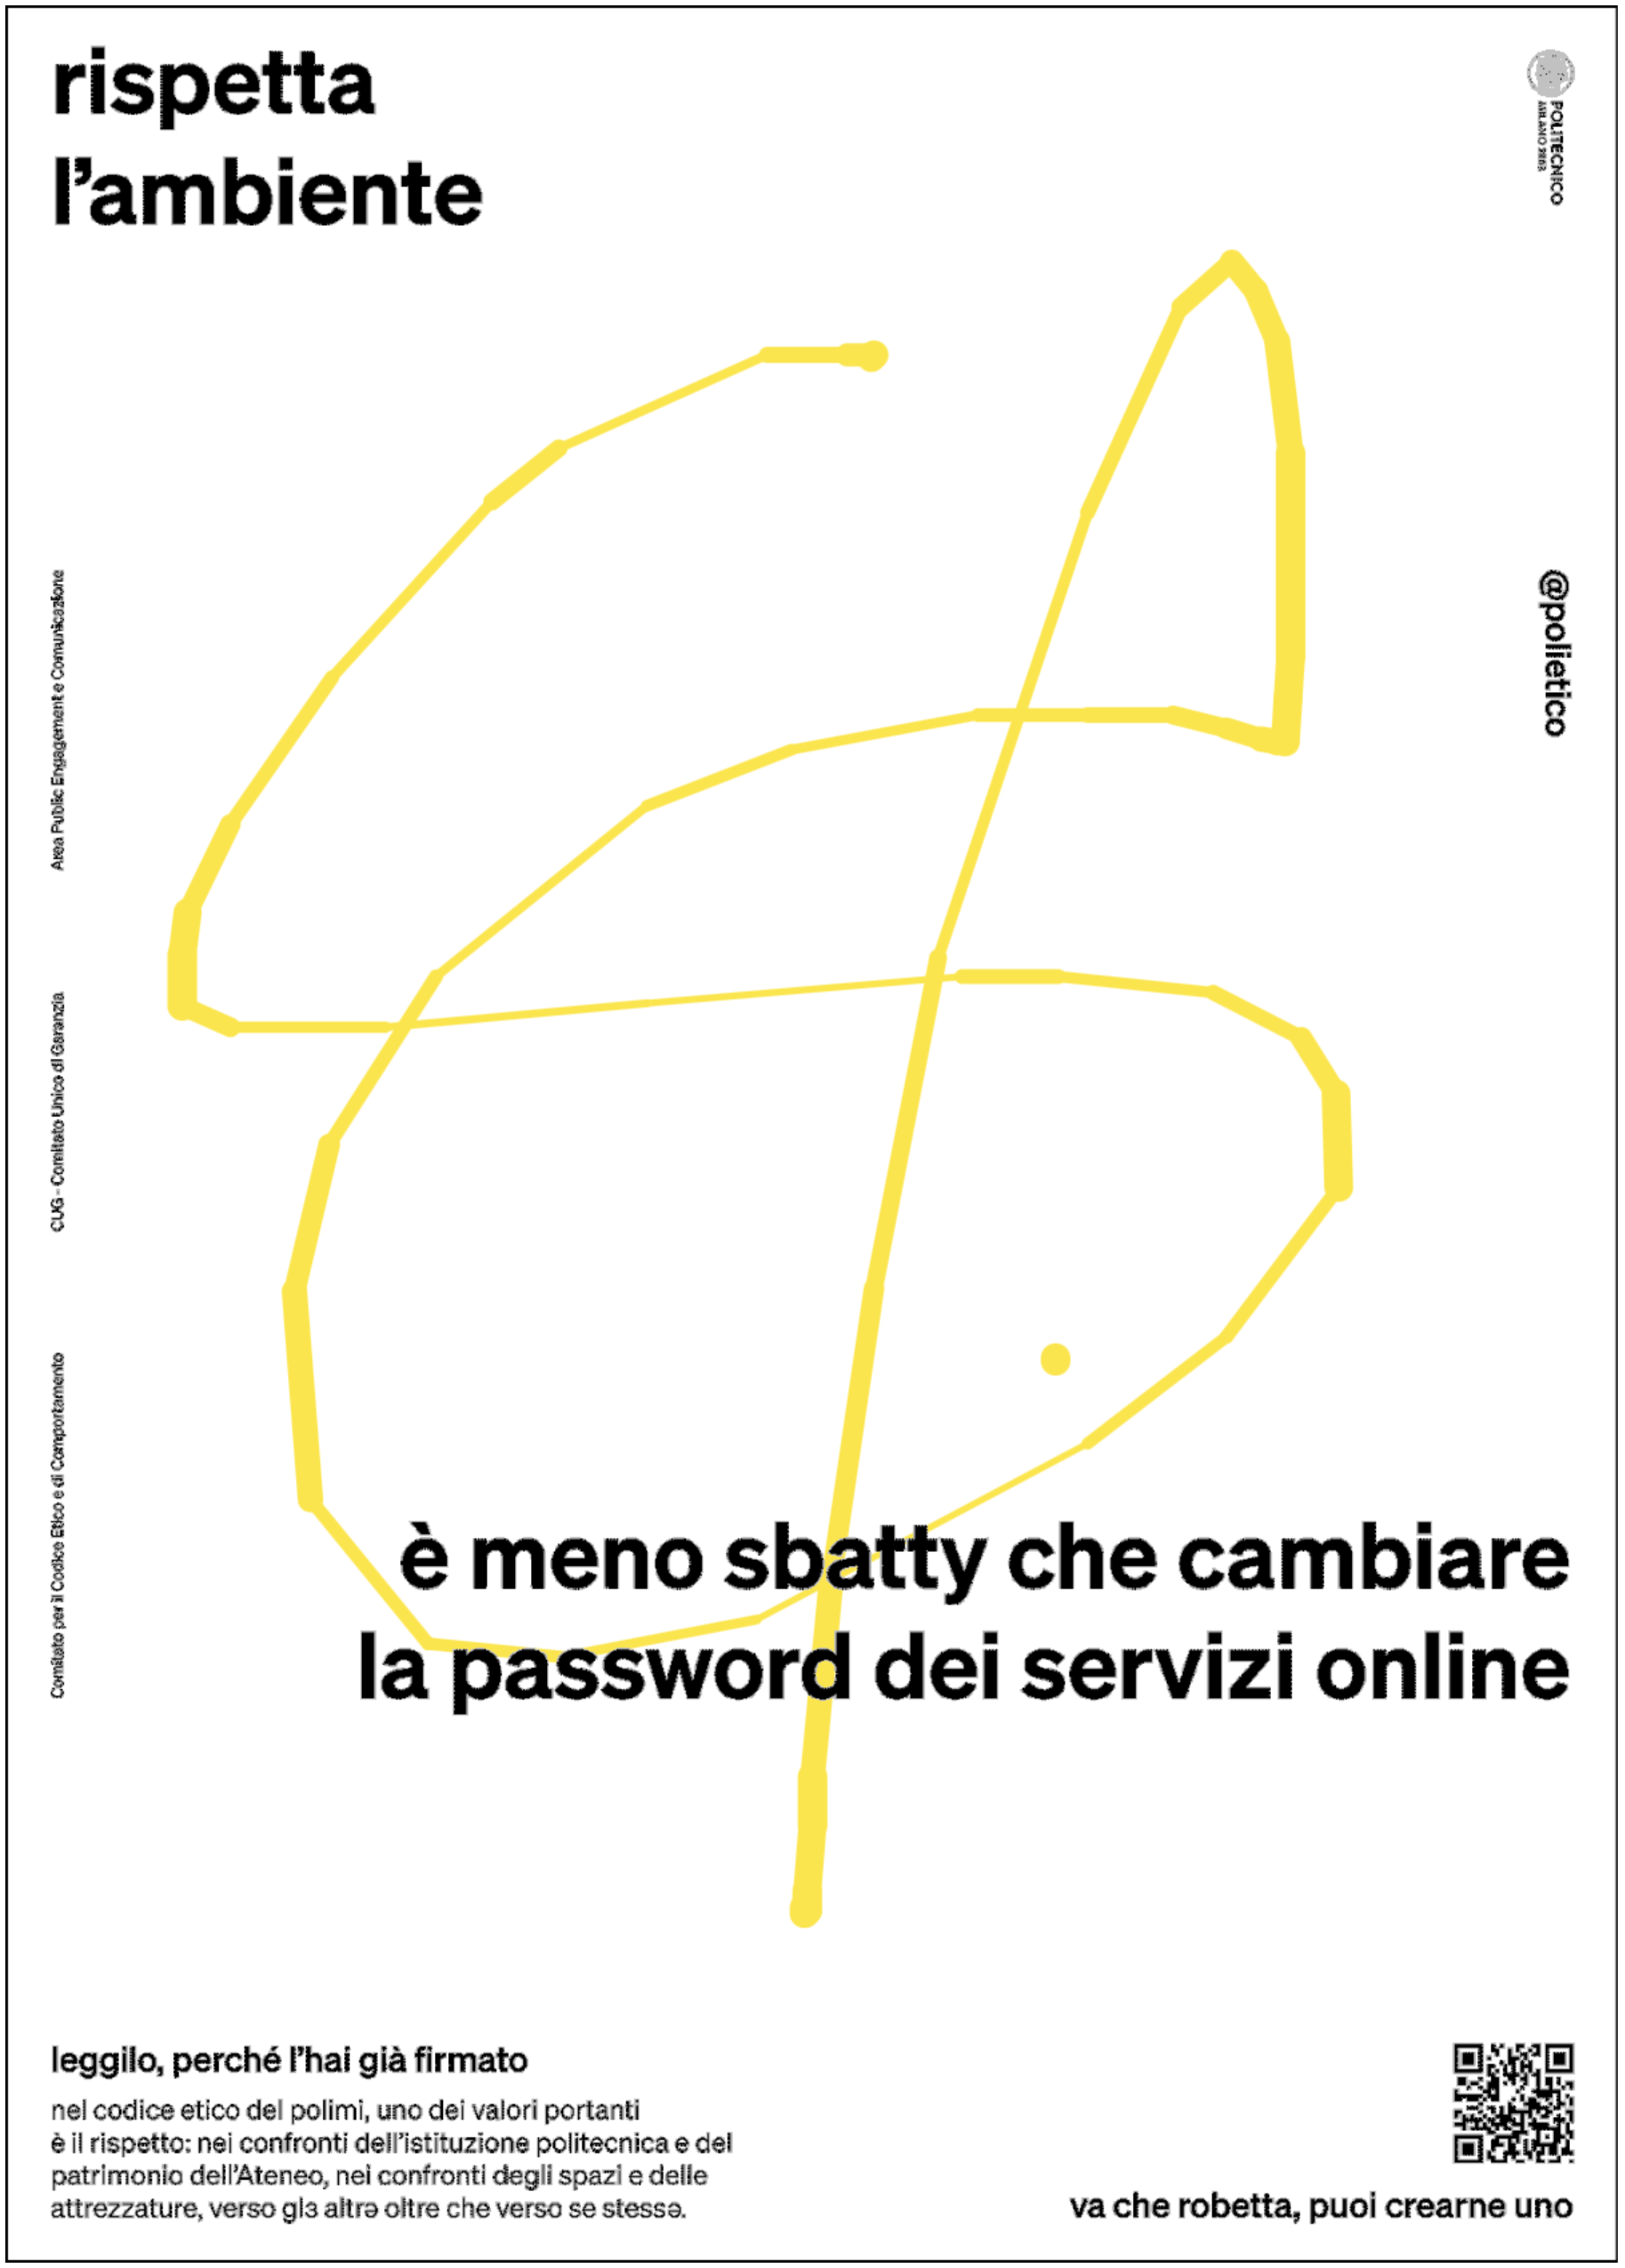 rispetta
l'ambiente
POLITECNICO
MILANO 1863
@polietico
Area Public Engagement e Comunicazione
CUG - Comitato Unico di Garanzia
Comitato per il Codice Etico e di Comportamento
è meno sbatty che cambiare
la password dei servizi online
leggilo, perché l'hai già firmato
nel codice etico del polimi, uno dei valori portanti
è il rispetto: nei confronti dell'istituzione politecnica e del
patrimonio dell'Ateneo, nei confronti degli spazi e delle
attrezzature, verso glɜ altrə oltre che verso se stessə.
va che robetta, puoi crearne uno